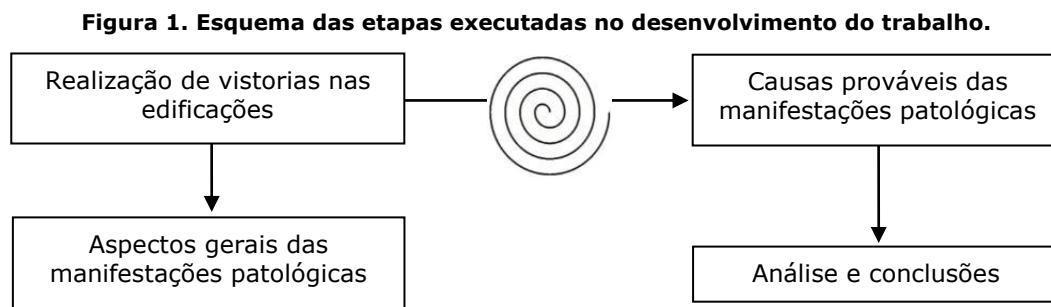 Figura 1. Esquema das etapas executadas no desenvolvimento do trabalho.
Realização de vistorias nas
edificações
Causas prováveis das
manifestações patológicas
Aspectos gerais das
manifestações patológicas
Análise e conclusões